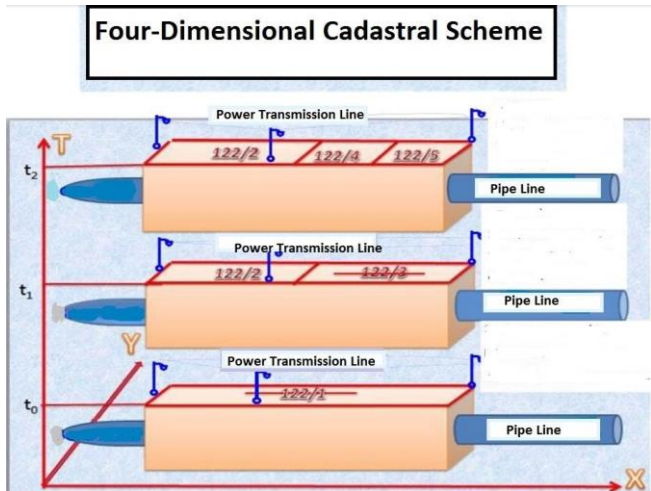 Four-Dimensional Cadastral Scheme
T
Power Transmission Line
122/2 122/4 122/5
t2
Pipe Line
Power Transmission Line
122/2 122/3
t1
Pipe Line
Y
Power Transmission Line
122/1
t0
Pipe Line
X